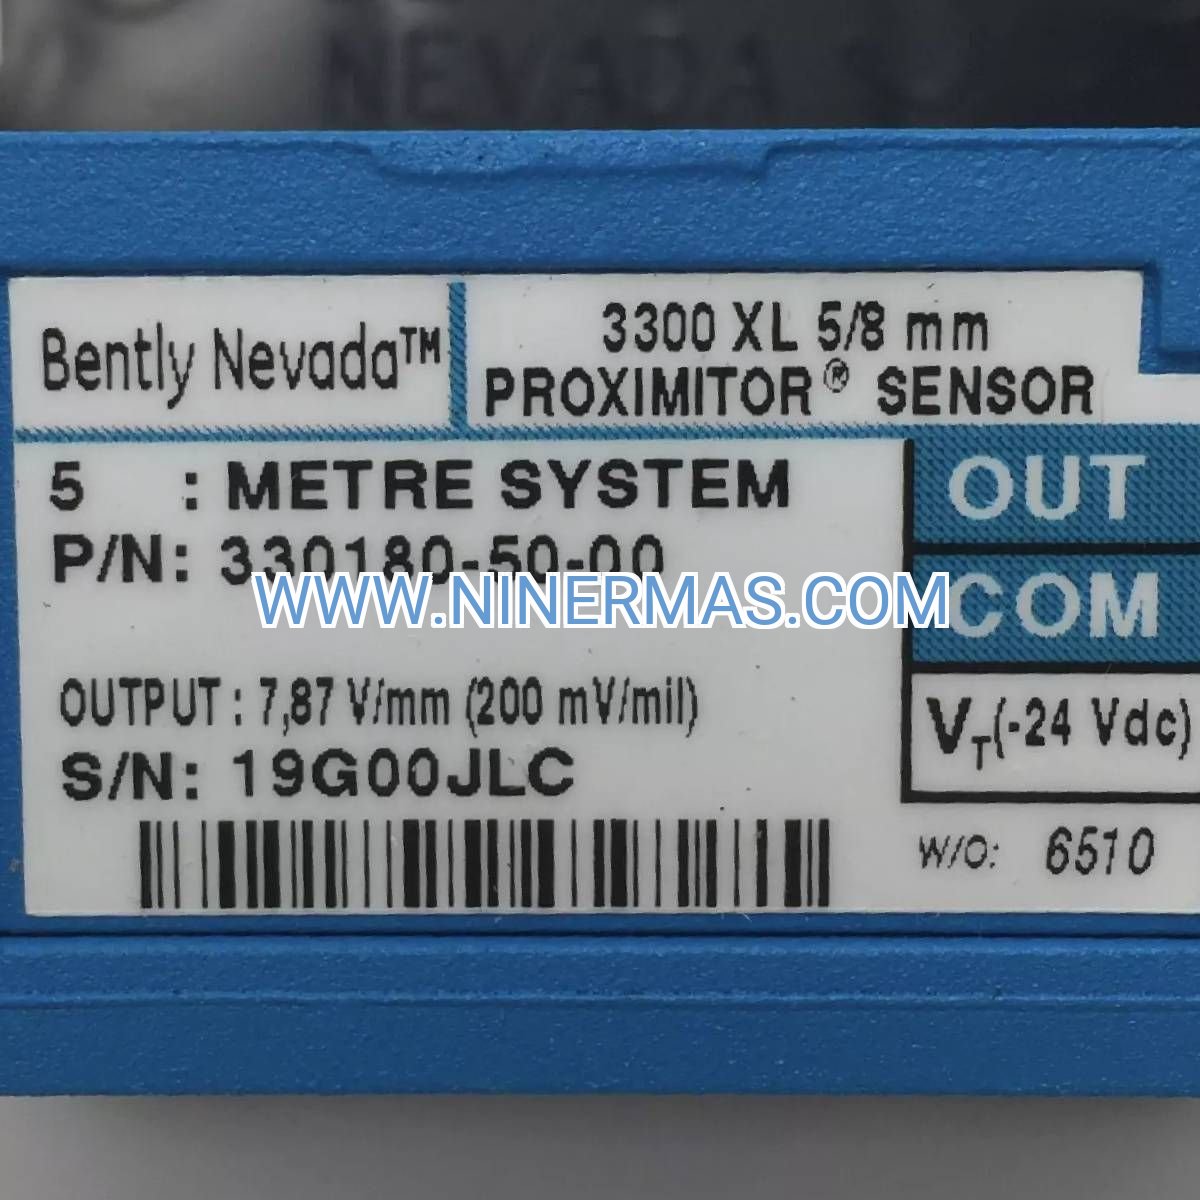 NEVADA
Bently Nevada™
3300 XL 5/8 mm
PROXIMITOR® SENSOR
5 : METRE SYSTEM
P/N: 330180-50-00
WWW.NINERMAS.COM
OUTPUT : 7,87 V/mm (200 mV/mil)
S/N: 19G00JLC
OUT
COM
VT(-24 Vdc)
W/O: 6510